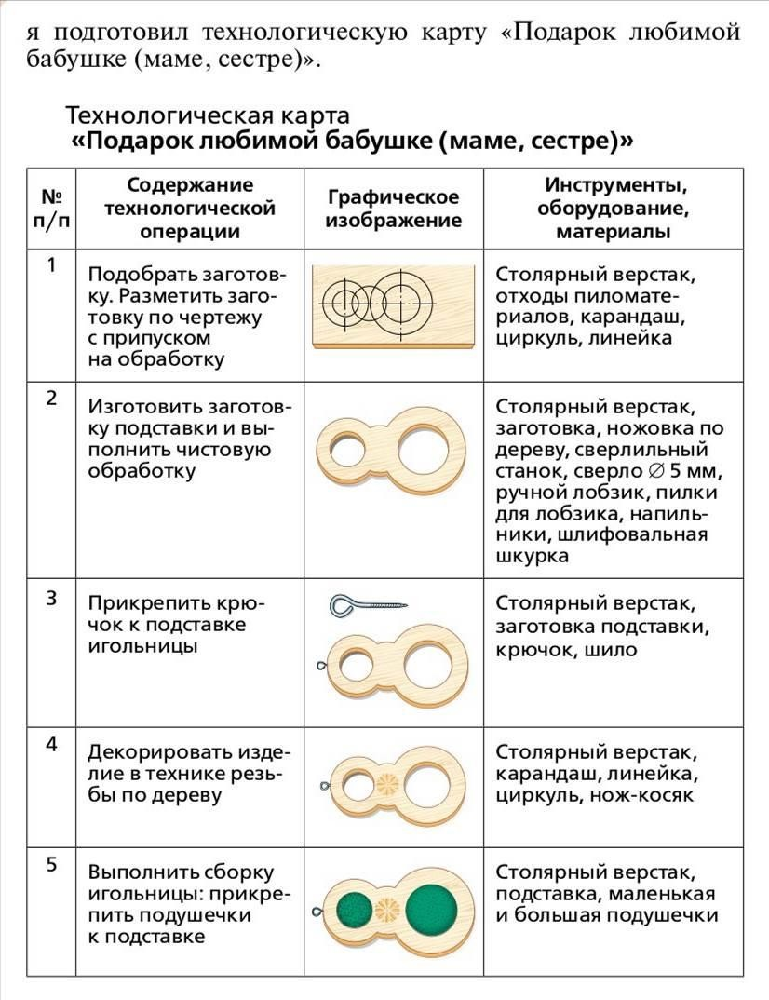 я подготовил технологическую карту «Подарок любимой
бабушке (маме, сестре)».
Технологическая карта
«Подарок любимой бабушке (маме, сестре)»
№
п/п
Содержание
технологической
операции
Графическое
изображение
Инструменты,
оборудование,
материалы
1
Подобрать заготов-
ку. Разметить заго-
товку по чертежу
с припуском
на обработку
Столярный верстак,
отходы пиломате-
риалов, карандаш,
циркуль, линейка
2
Изготовить заготов-
ку подставки и вы-
полнить чистовую
обработку
Столярный верстак,
заготовка, ножовка по
дереву, сверлильный
станок, сверло ∅ 5 мм,
ручной лобзик, пилки
для лобзика, напиль-
ники, шлифовальная
шкурка
3
Прикрепить крю-
чок к подставке
игольницы
Столярный верстак,
заготовка подставки,
крючок, шило
4
Декорировать изде-
лие в технике резь-
бы по дереву
Столярный верстак,
карандаш, линейка,
циркуль, нож-косяк
5
Выполнить сборку
игольницы: прикре-
пить подушечки
к подставке
Столярный верстак,
подставка, маленькая
и большая подушечки